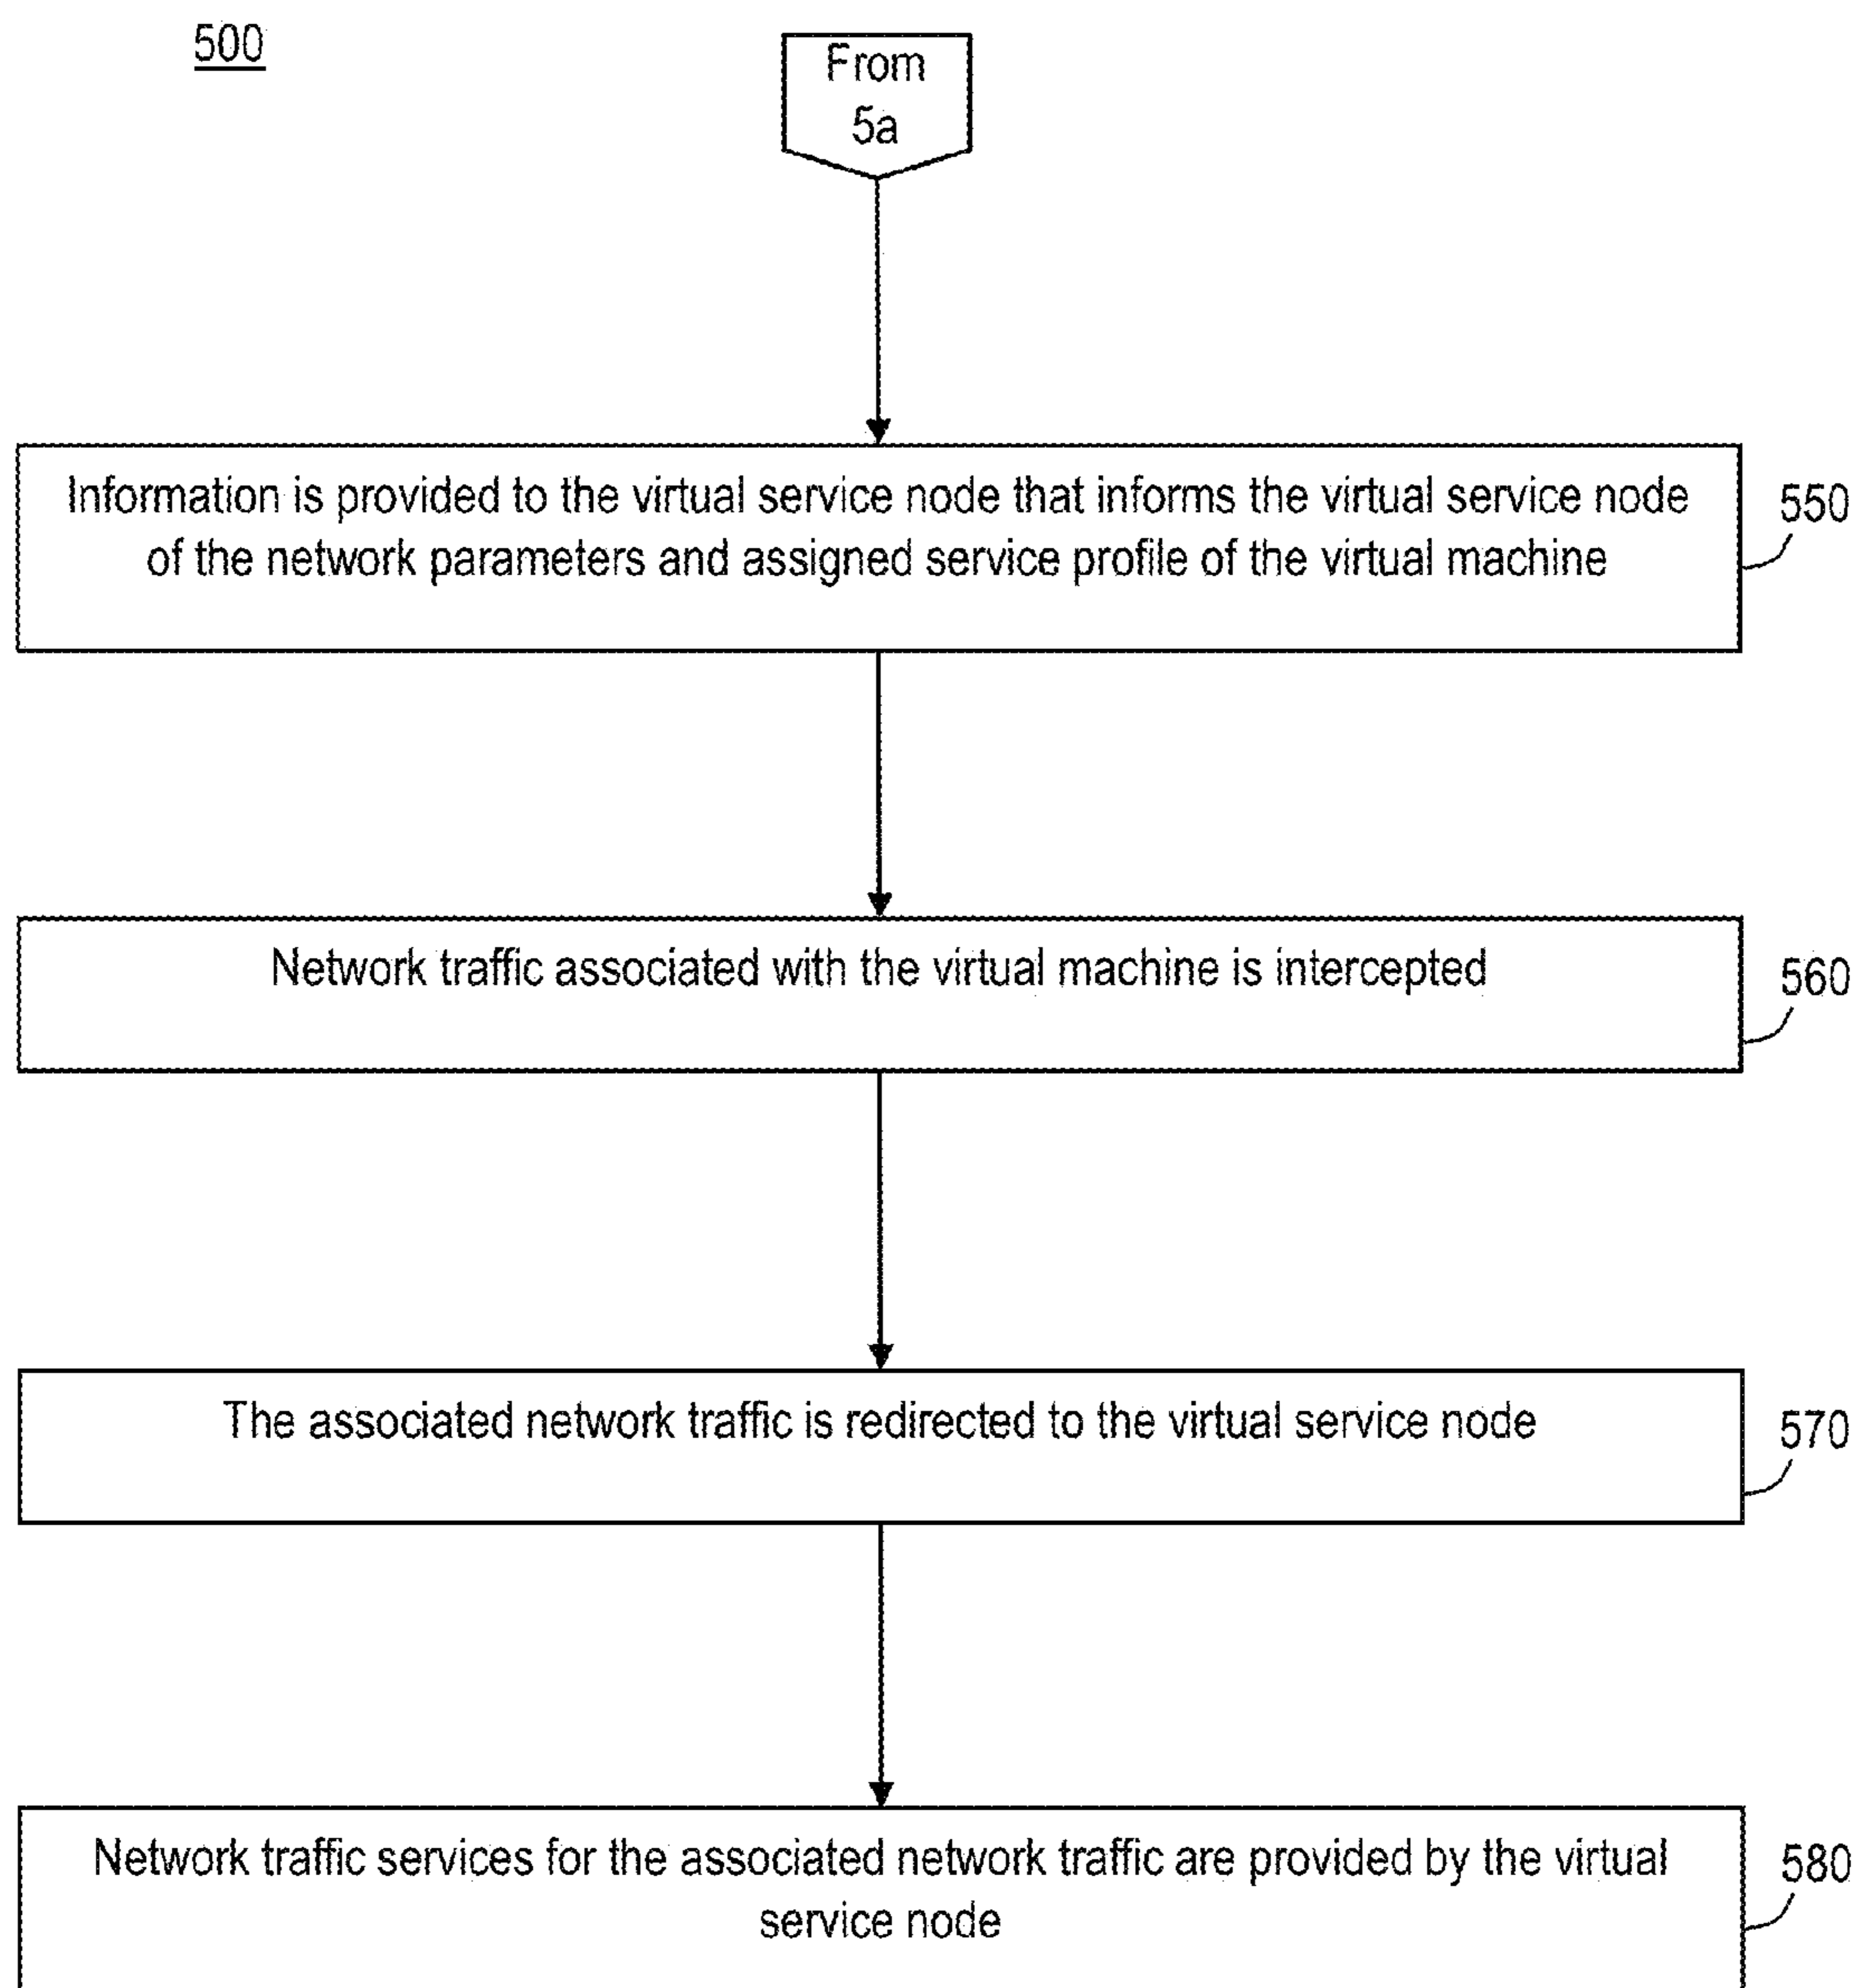 500
From
5a
Information is provided to the virtual service node that informs the virtual service node
of the network parameters and assigned service profile of the virtual machine
550
Network traffic associated with the virtual machine is intercepted
560
The associated network traffic is redirected to the virtual service node
570
Network traffic services for the associated network traffic are provided by the virtual
service node
580